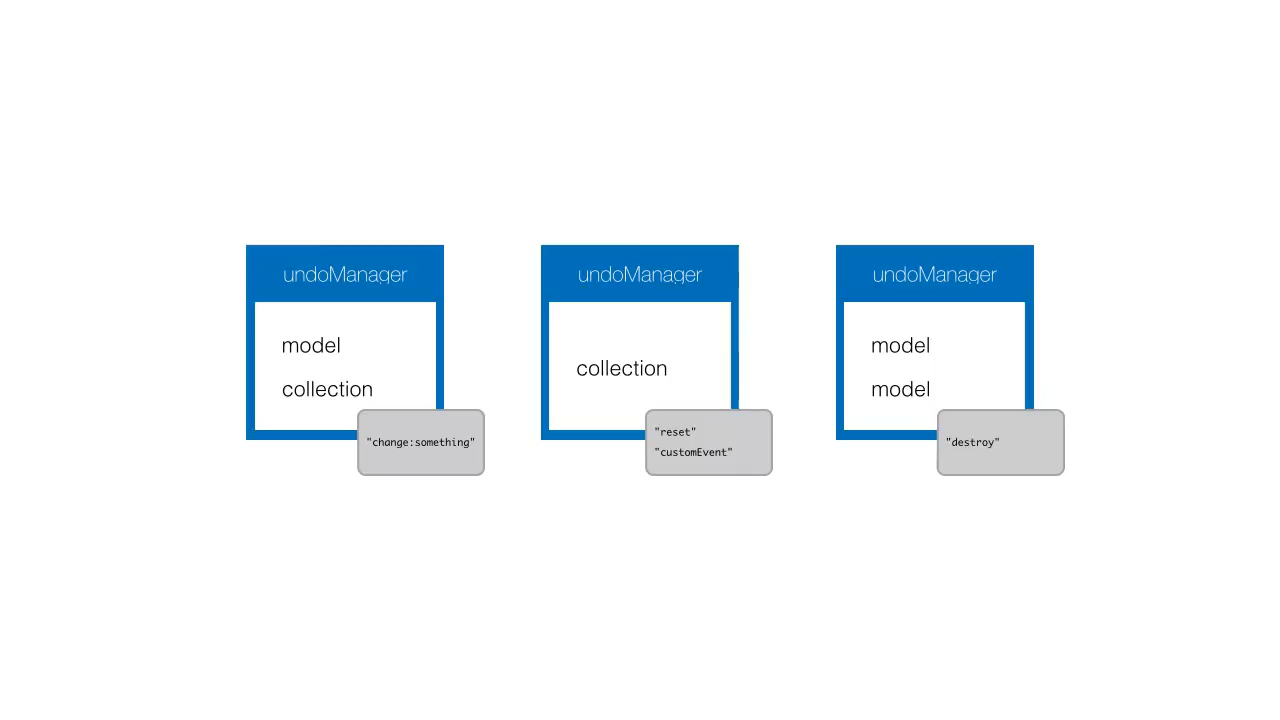 undoManager
model
collection
"change:something"
undoManager
collection
"reset"
"customEvent"
undoManager
model
model
"destroy"